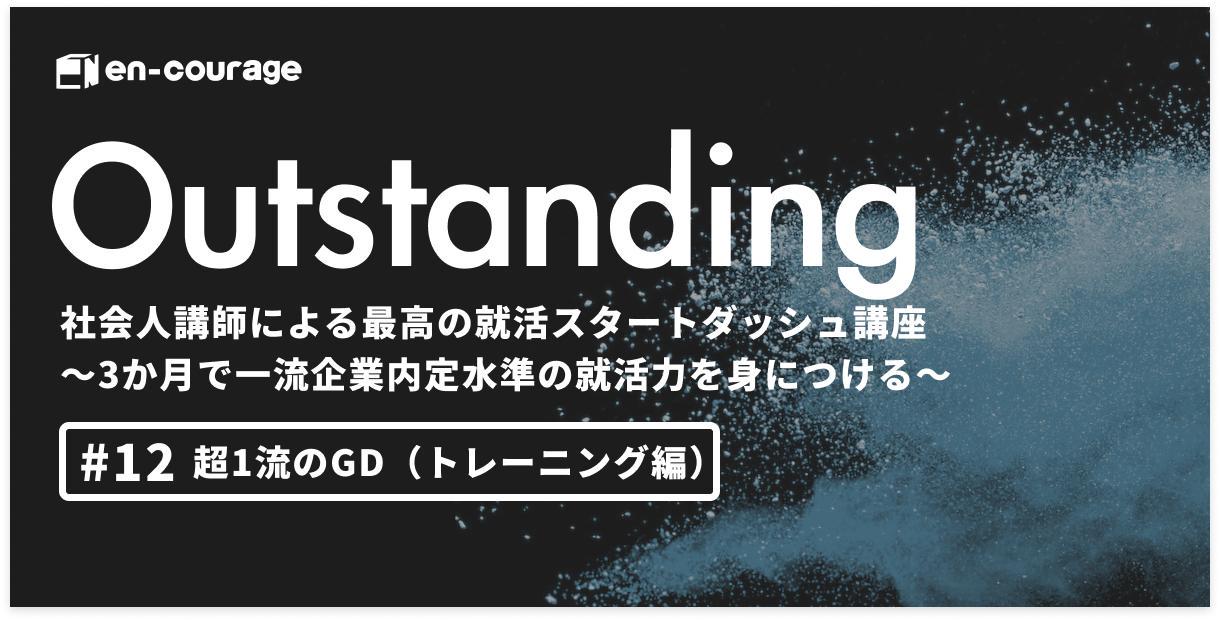 en-courage
Outstanding
社会人講師による最高の就活スタートダッシュ講座
〜3か月で一流企業内定水準の就活力を身につける〜
#12 超1流のGD（トレーニング編）